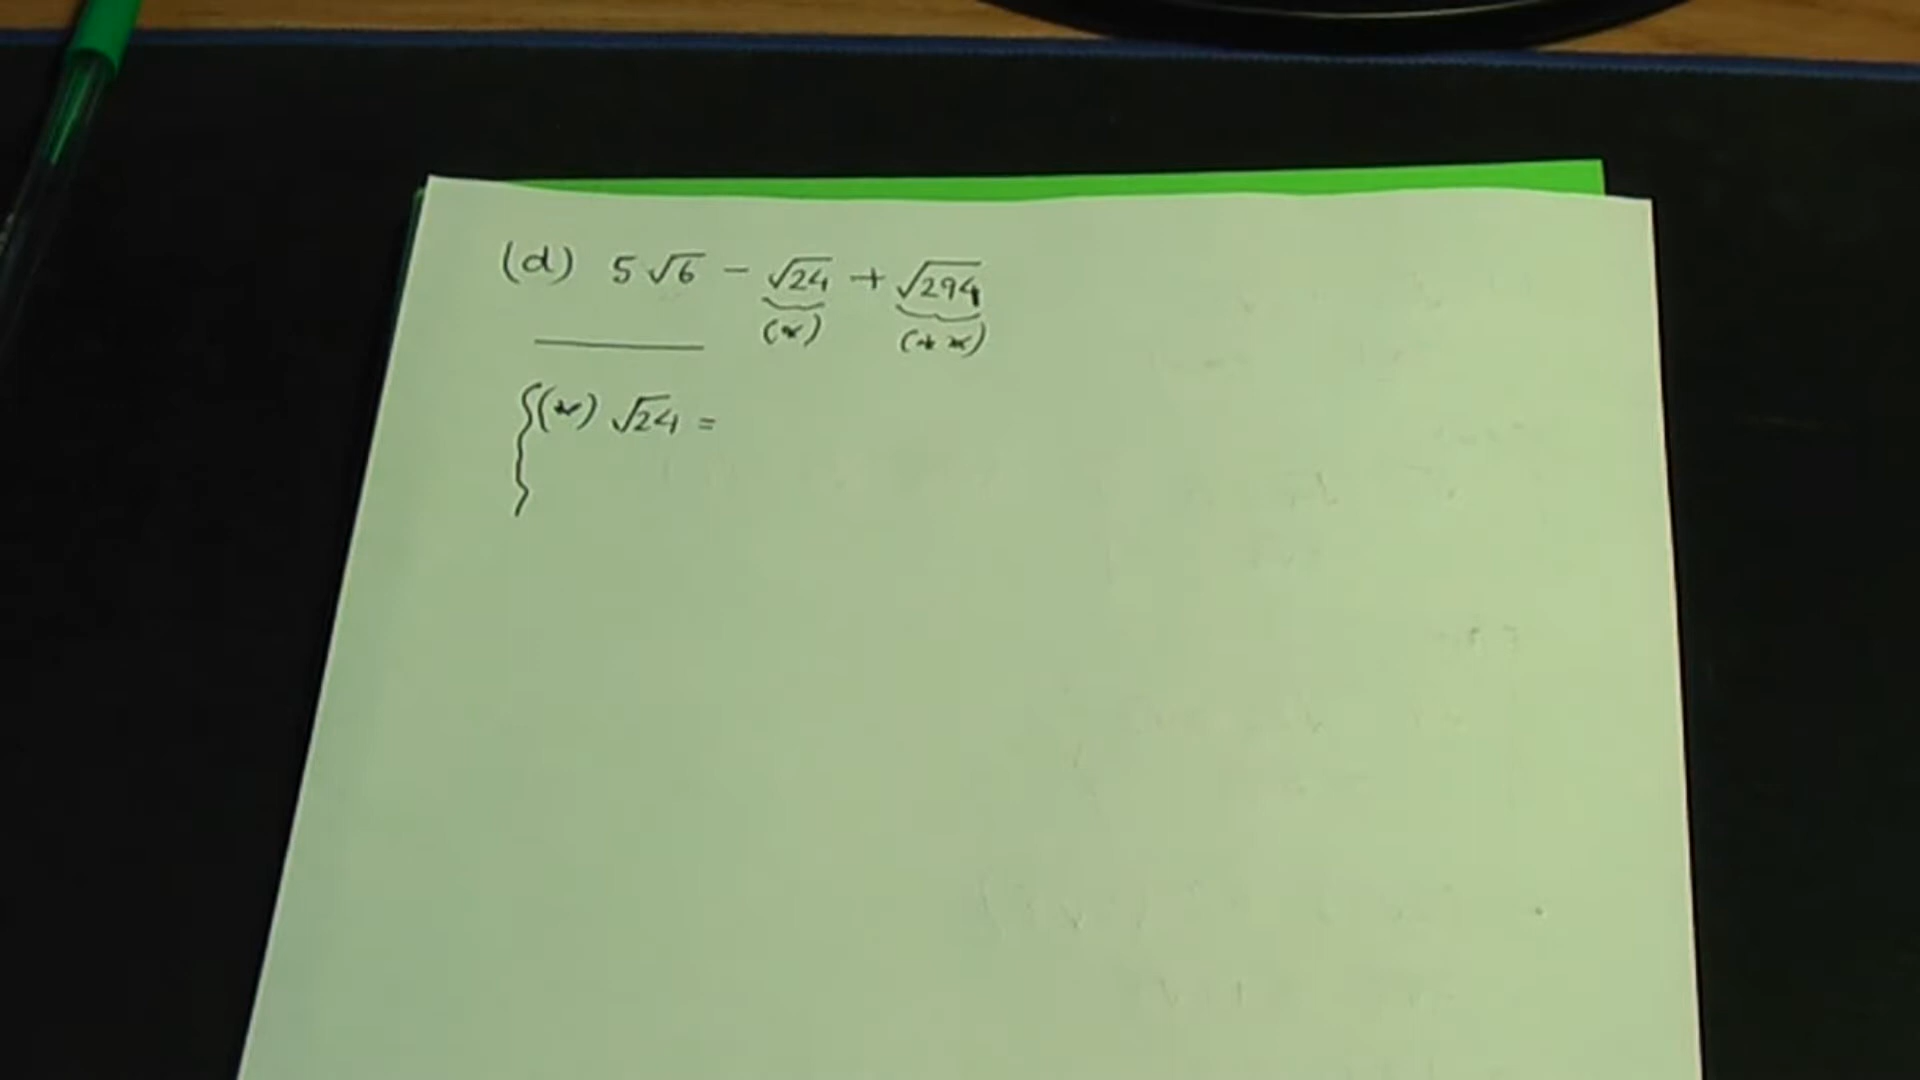 (d) 5√6 - √24 + √294
(*) (**)
(*) √24 =